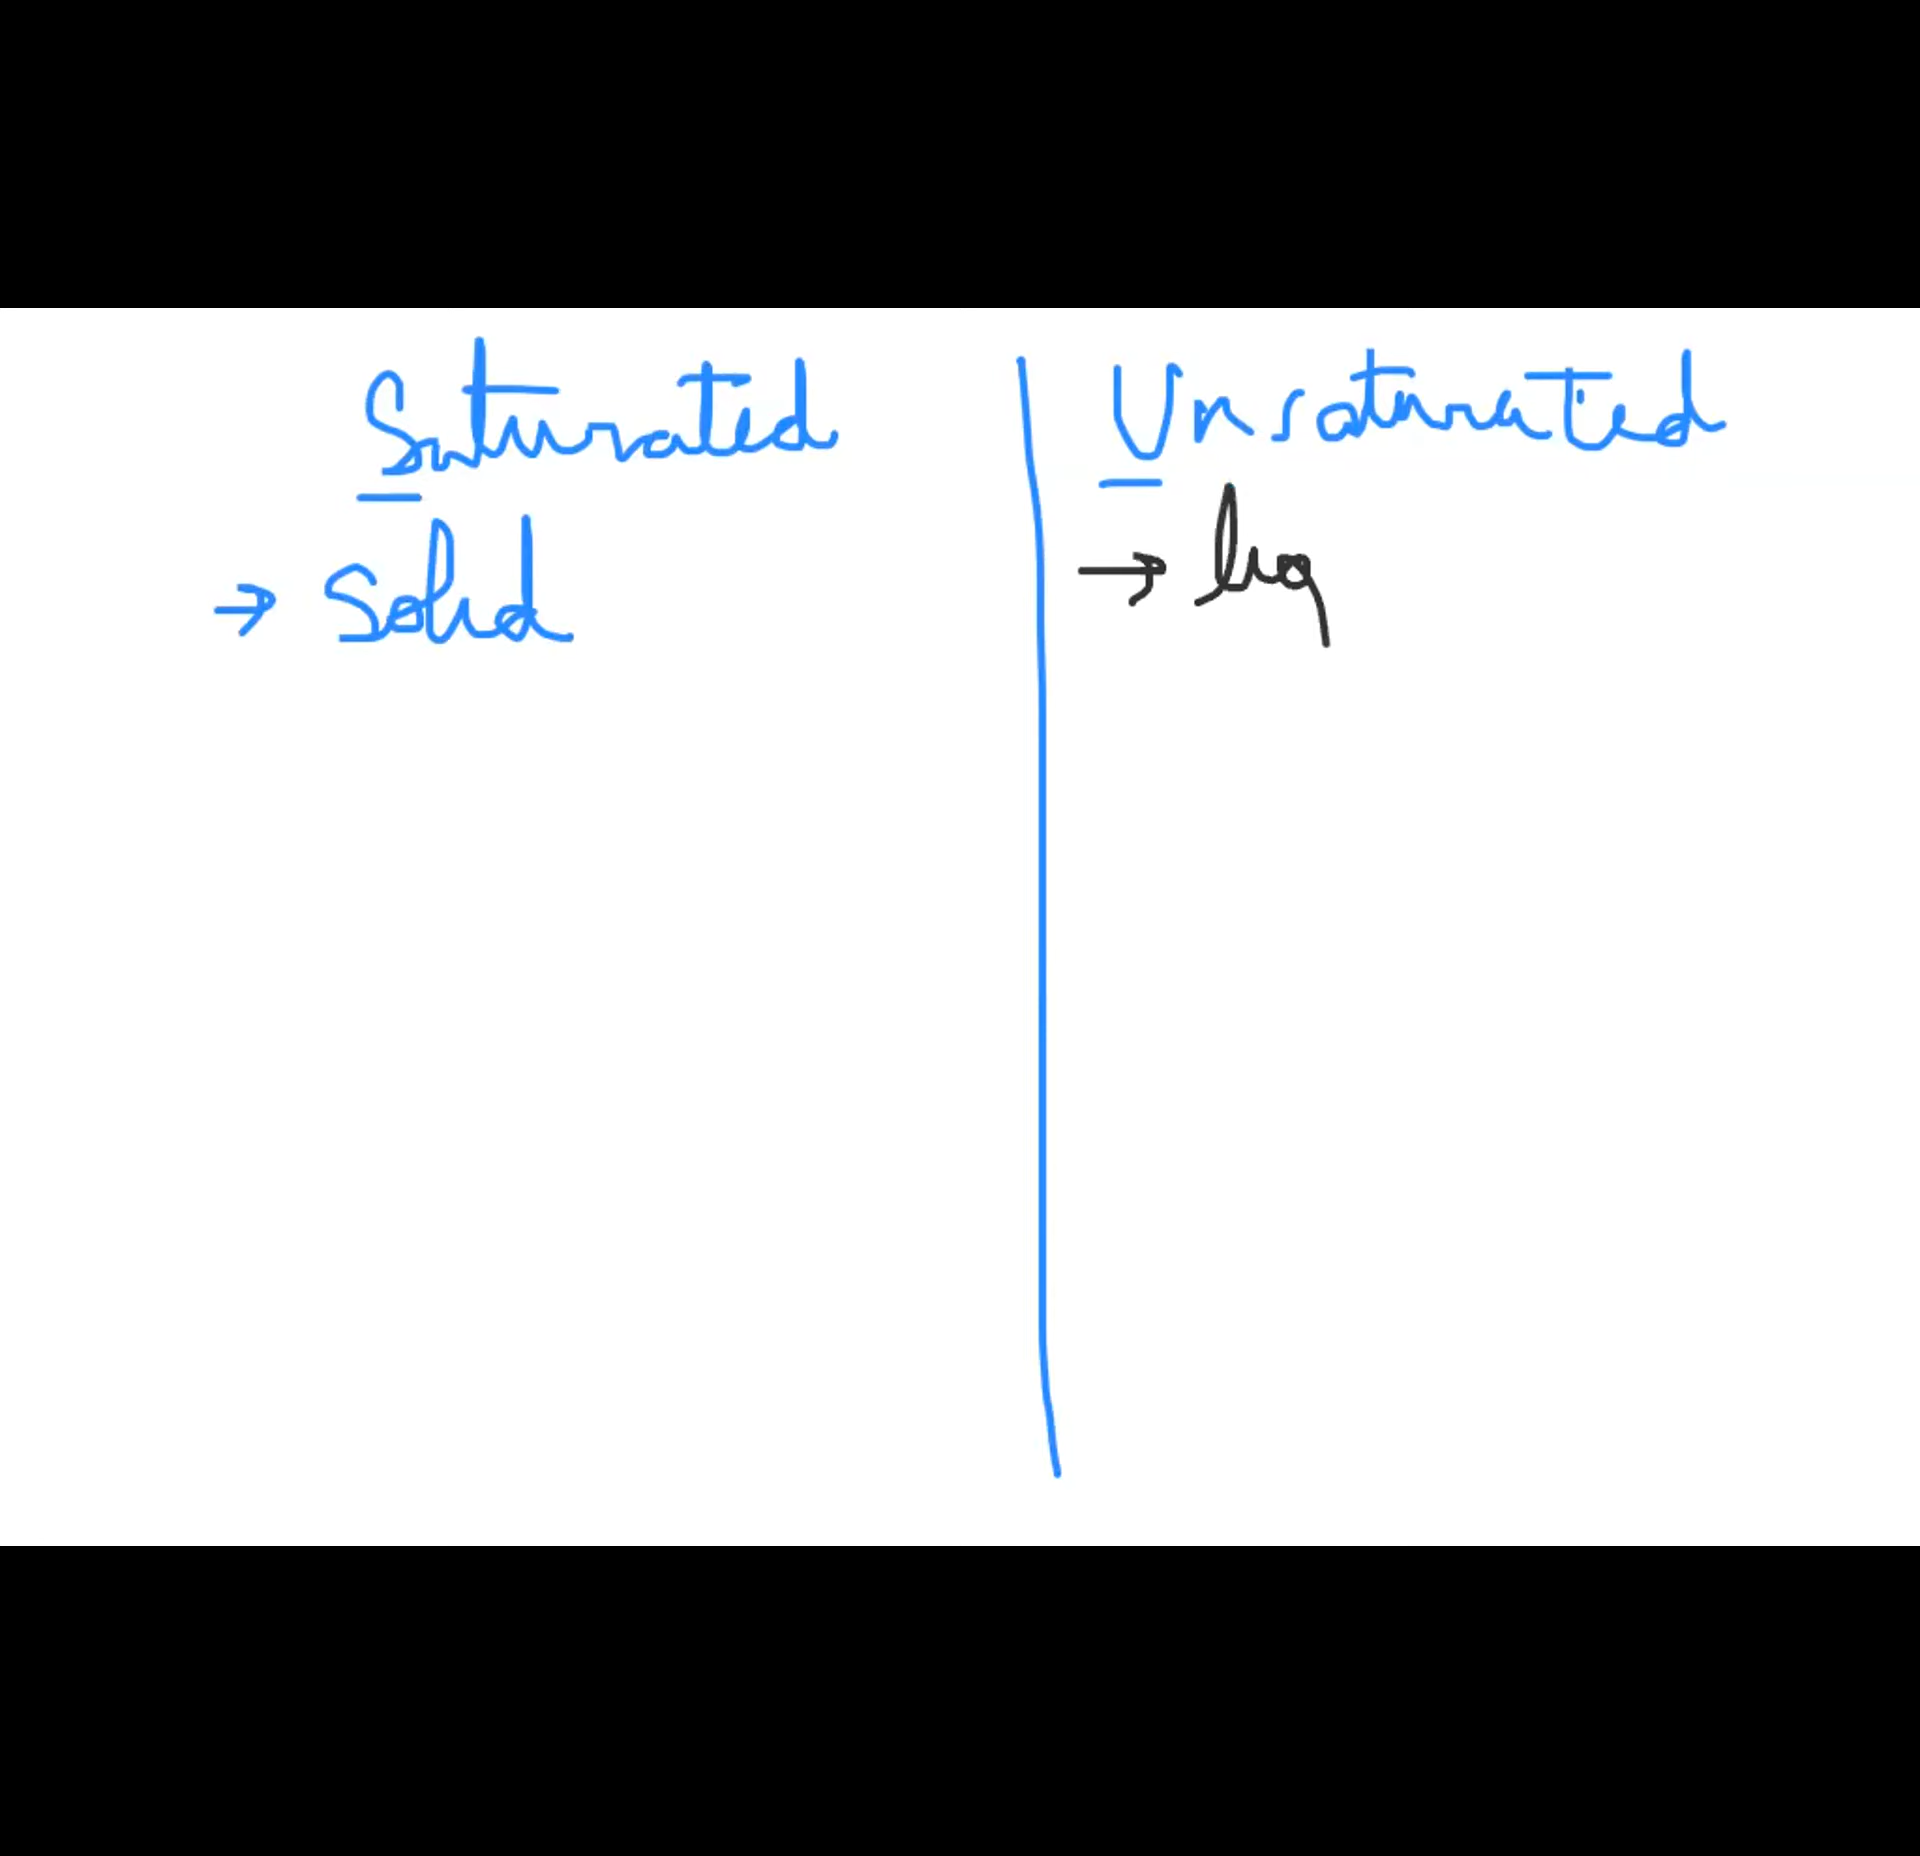 Saturated
Unsaturated
→ Solid
→ liq